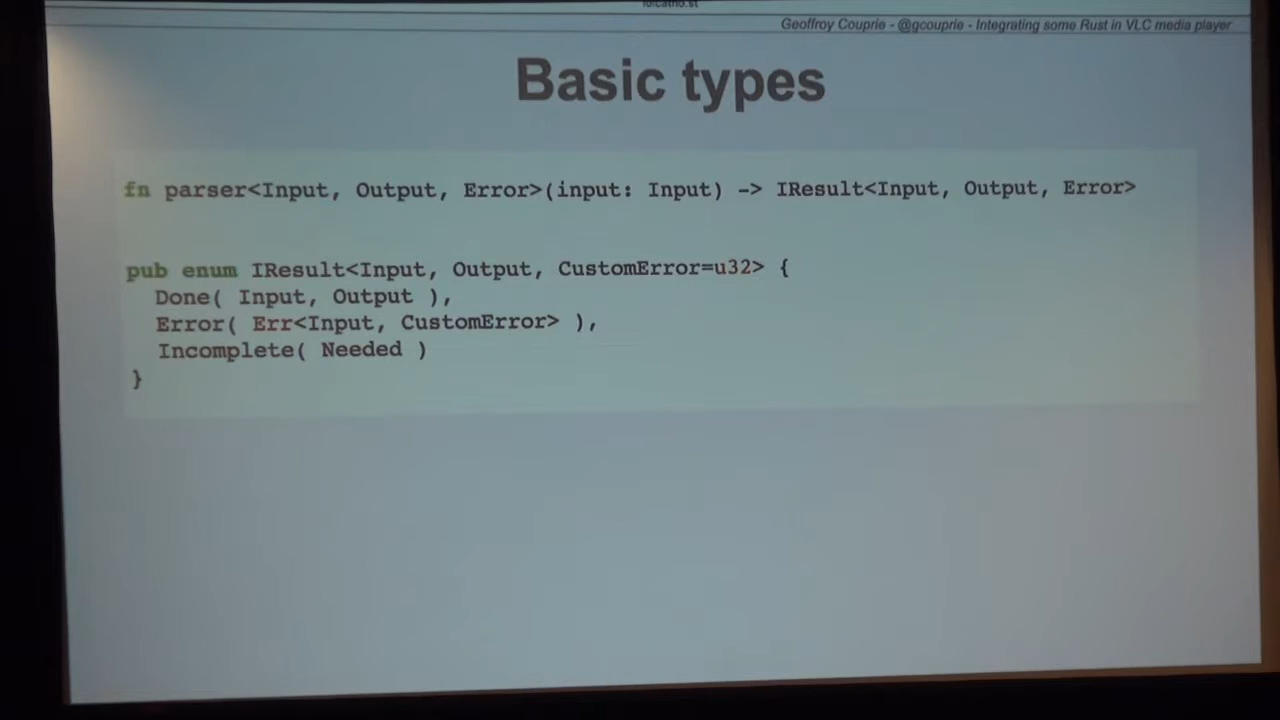 Geoffroy Couprie - @gcouprie - Integrating some Rust in VLC media player
Basic types
fn parser<Input, Output, Error>(input: Input) -> IResult<Input, Output, Error>
pub enum IResult<Input, Output, CustomError=u32> {
Done( Input, Output ),
Error( Err<Input, CustomError> ),
Incomplete( Needed )
}